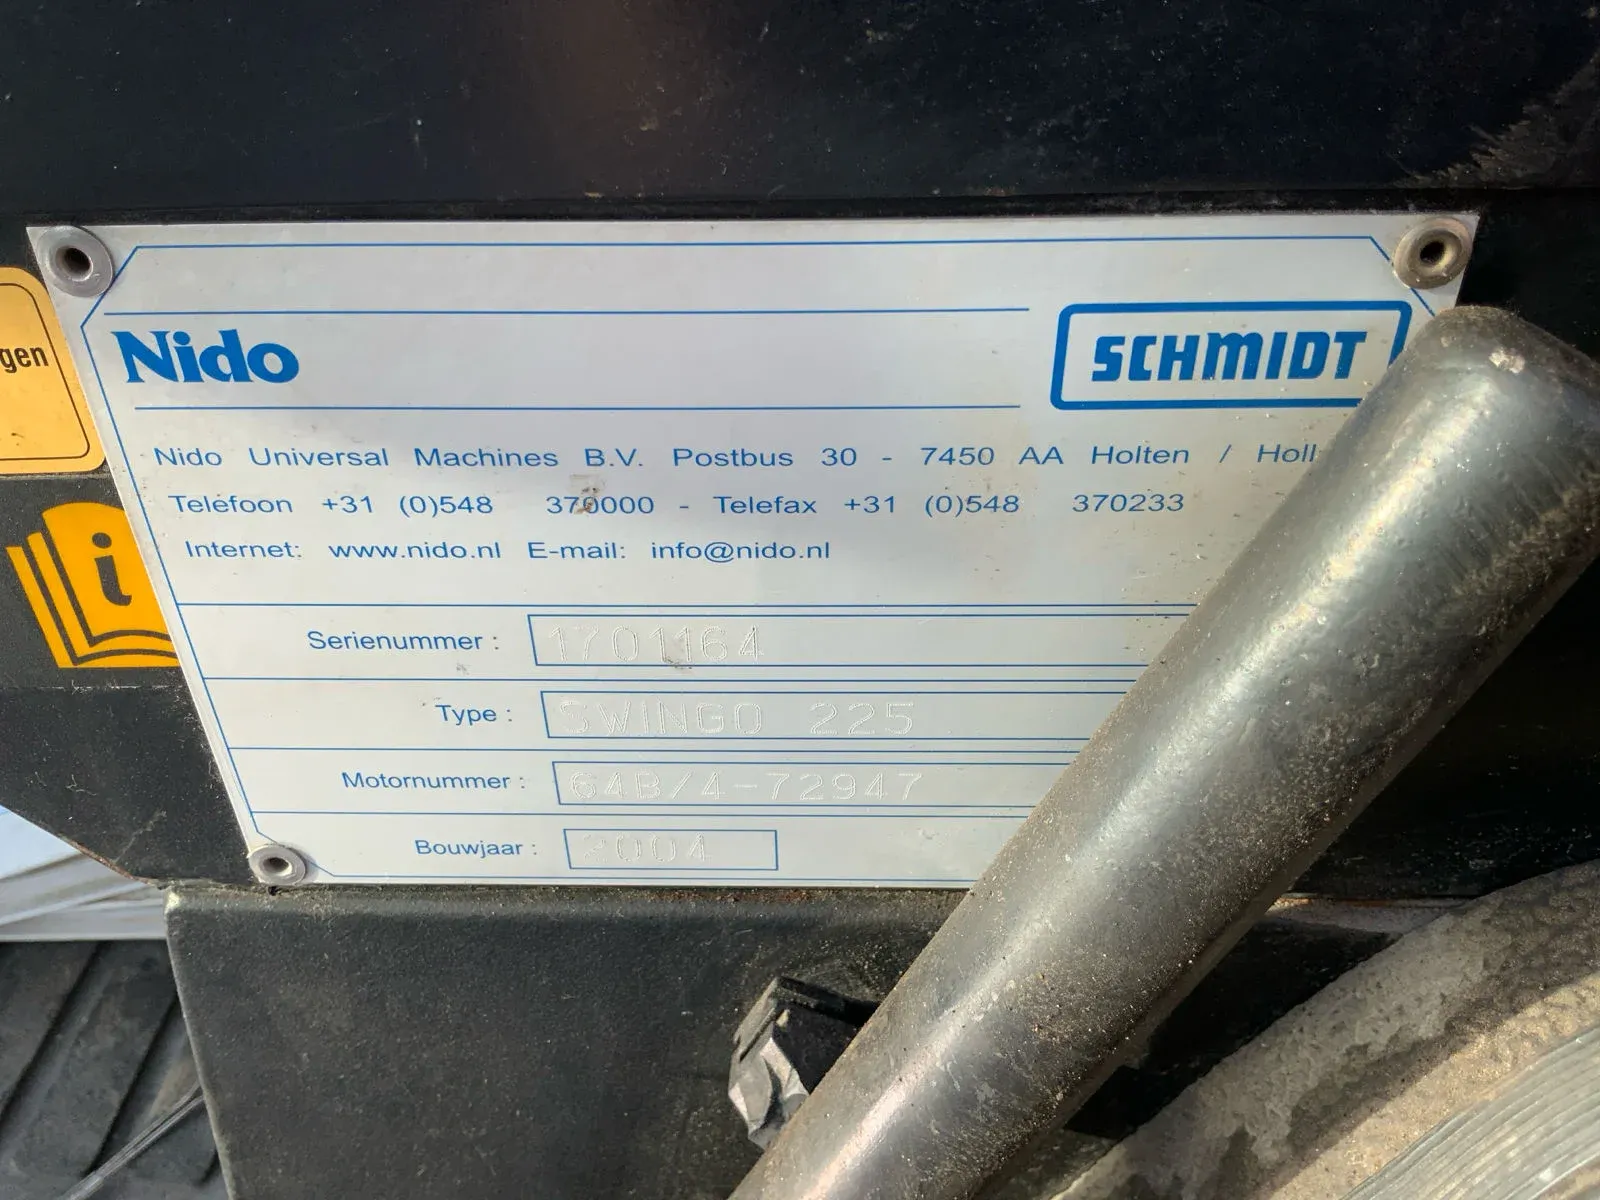 gen
Nido
SCHMIDT
Nido Universal Machines B.V. Postbus 30 - 7450 AA Holten / Holl
Telefoon +31 (0)548 370000 - Telefax +31 (0)548 370233
Internet: www.nido.nl E-mail: info@nido.nl
Serienummer : 1701164
Type : SWINGO 225
Motornummer : 64B/4-72947
Bouwjaar : 2004
i